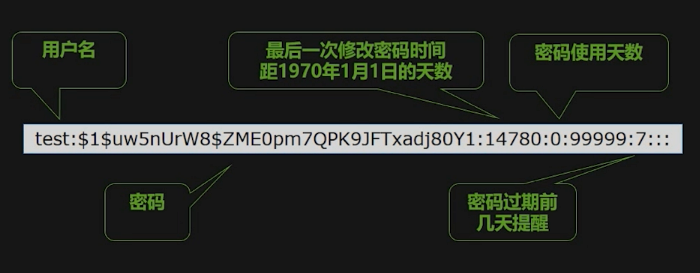 用户名
最后一次修改密码时间
距1970年1月1日的天数
密码使用天数
test:$1$uw5nUrW8$ZME0pm7QPK9JFTxadj80Y1:14780:0:99999:7:::
密码
密码过期前
几天提醒